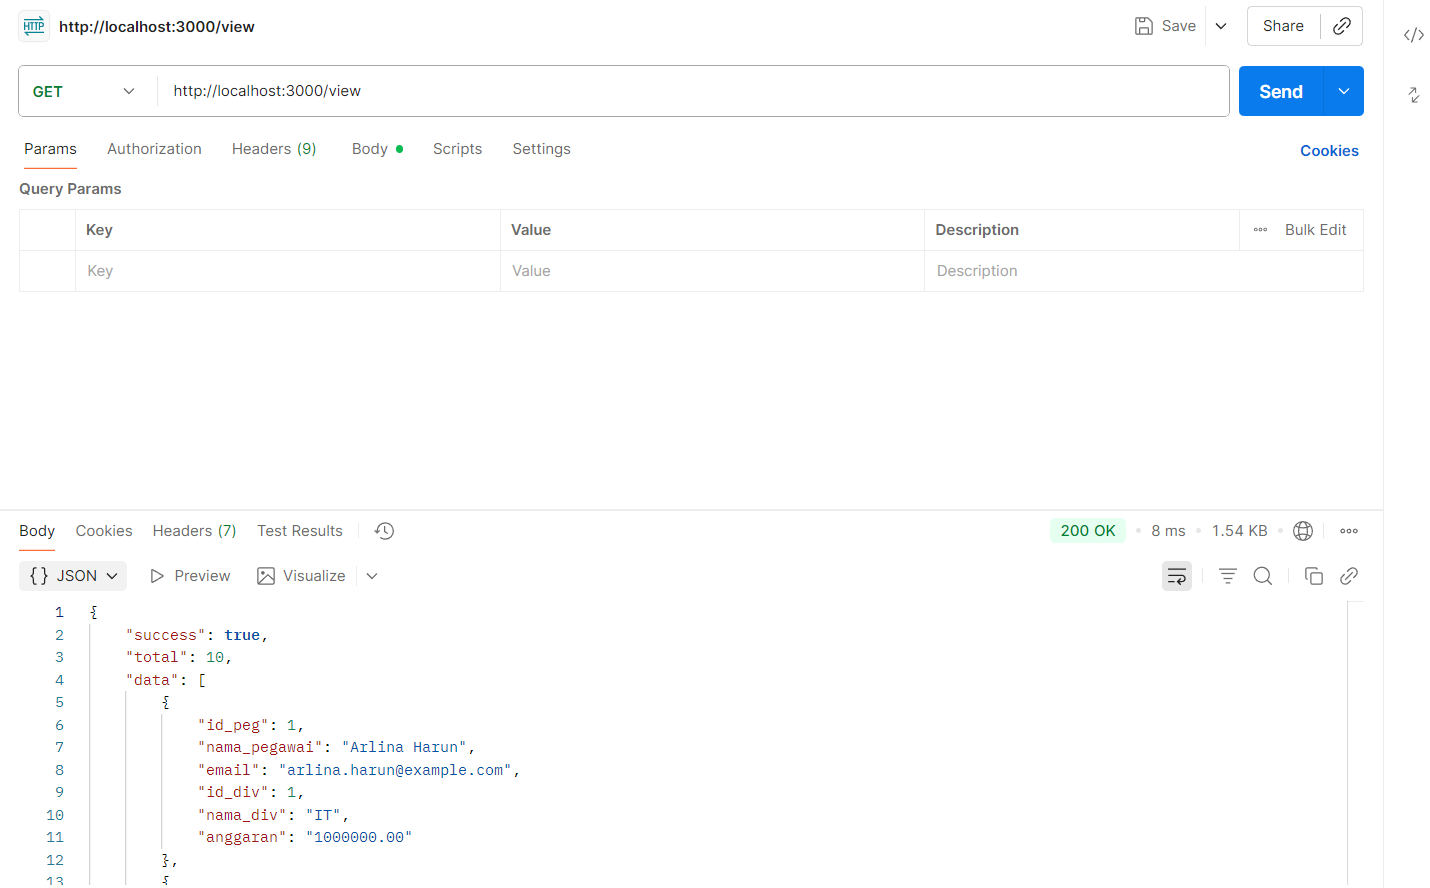 HTTP http://localhost:3000/view Save Share
GET http://localhost:3000/view Send
Params Authorization Headers (9) Body Scripts Settings Cookies
Query Params
Key Value Description Bulk Edit
Key Value Description
Body Cookies Headers (7) Test Results 200 OK 8 ms 1.54 KB
{} JSON Preview Visualize
1 {
2 "success": true,
3 "total": 10,
4 "data": [
5 {
6 "id_peg": 1,
7 "nama_pegawai": "Arlina Harun",
8 "email": "arlina.harun@example.com",
9 "id_div": 1,
10 "nama_div": "IT",
11 "anggaran": "1000000.00"
12 },
13 {